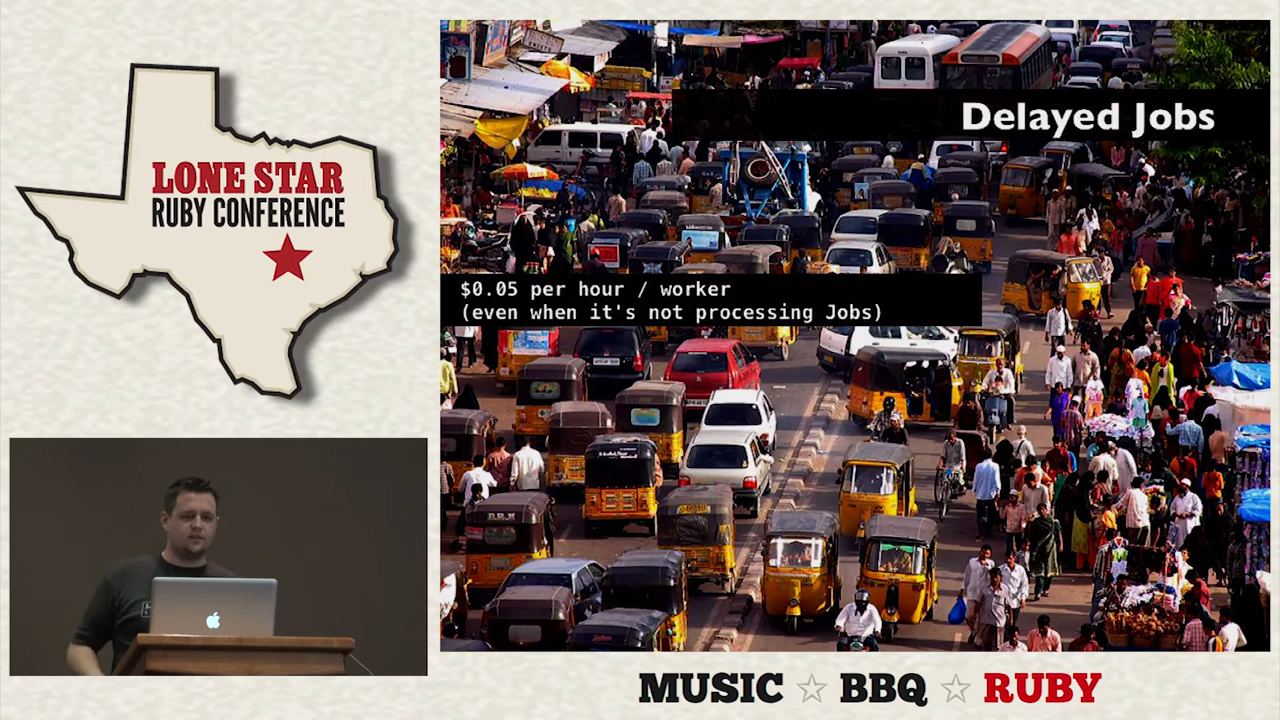 LONE STAR
RUBY CONFERENCE
Delayed Jobs
$0.05 per hour / worker
(even when it's not processing Jobs)
MUSIC ☆ BBQ ☆ RUBY